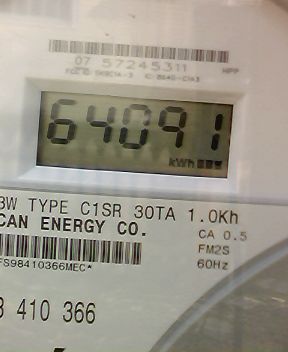 07 57245311
HPP
64091
kWh
3W TYPE C1SR 30TA 1.0Kh
CAN ENERGY CO.
CA 0.5
FM2S
60Hz
FS98410366MEC*
3 410 366